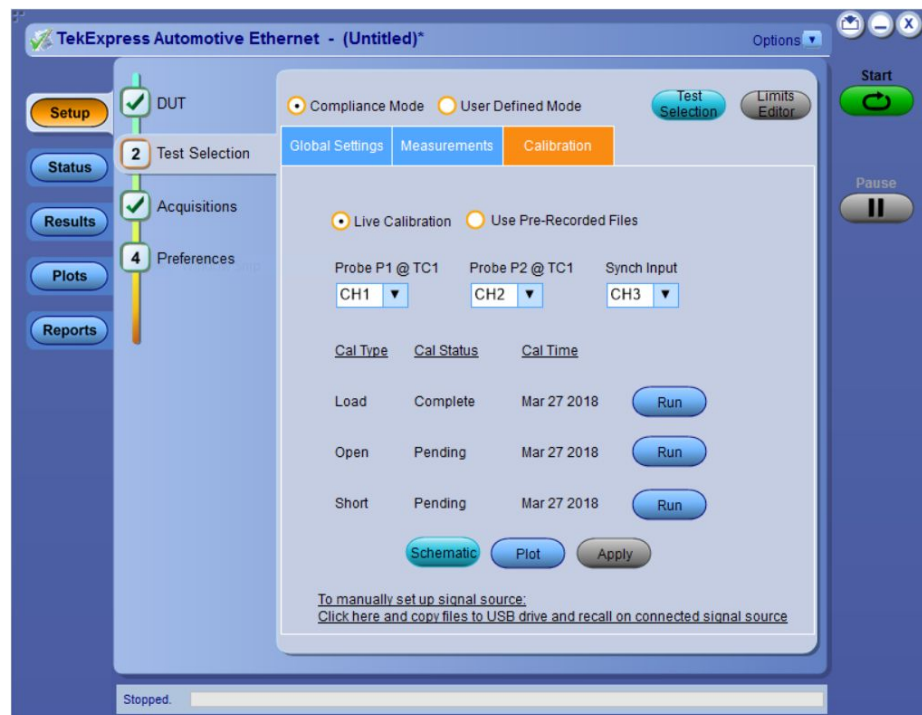 TekExpress Automotive Ethernet - (Untitled)*
Options
Start
Pause
Setup
Status
Results
Plots
Reports
DUT
2 Test Selection
Acquisitions
4 Preferences
Compliance Mode User Defined Mode
Test Selection
Limits Editor
Global Settings Measurements Calibration
Live Calibration Use Pre-Recorded Files
Probe P1 @ TC1 Probe P2 @ TC1 Synch Input
CH1 CH2 CH3
Cal Type Cal Status Cal Time
Load Complete Mar 27 2018 Run
Open Pending Mar 27 2018 Run
Short Pending Mar 27 2018 Run
Schematic Plot Apply
To manually set up signal source:
Click here and copy files to USB drive and recall on connected signal source
Stopped.